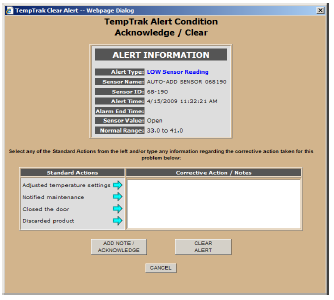 TempTrak Clear Alert -- Webpage Dialog
TempTrak Alert Condition
Acknowledge / Clear
ALERT INFORMATION
Alert Type: LOW Sensor Reading
Sensor Name: AUTO-ADD SENSOR 068190
Sensor ID: 68-190
Alert Time: 4/15/2009 11:22:21 AM
Alarm End Time:
Sensor Value: Open
Normal Range: 33.0 to 41.0
Select any of the Standard Actions from the left and/or type any information regarding the corrective action taken for this
problem below:
Standard Actions Corrective Action / Notes
Adjusted temperature settings
Notified maintenance
Closed the door
Discarded product
ADD NOTE / ACKNOWLEDGE CLEAR ALERT
CANCEL